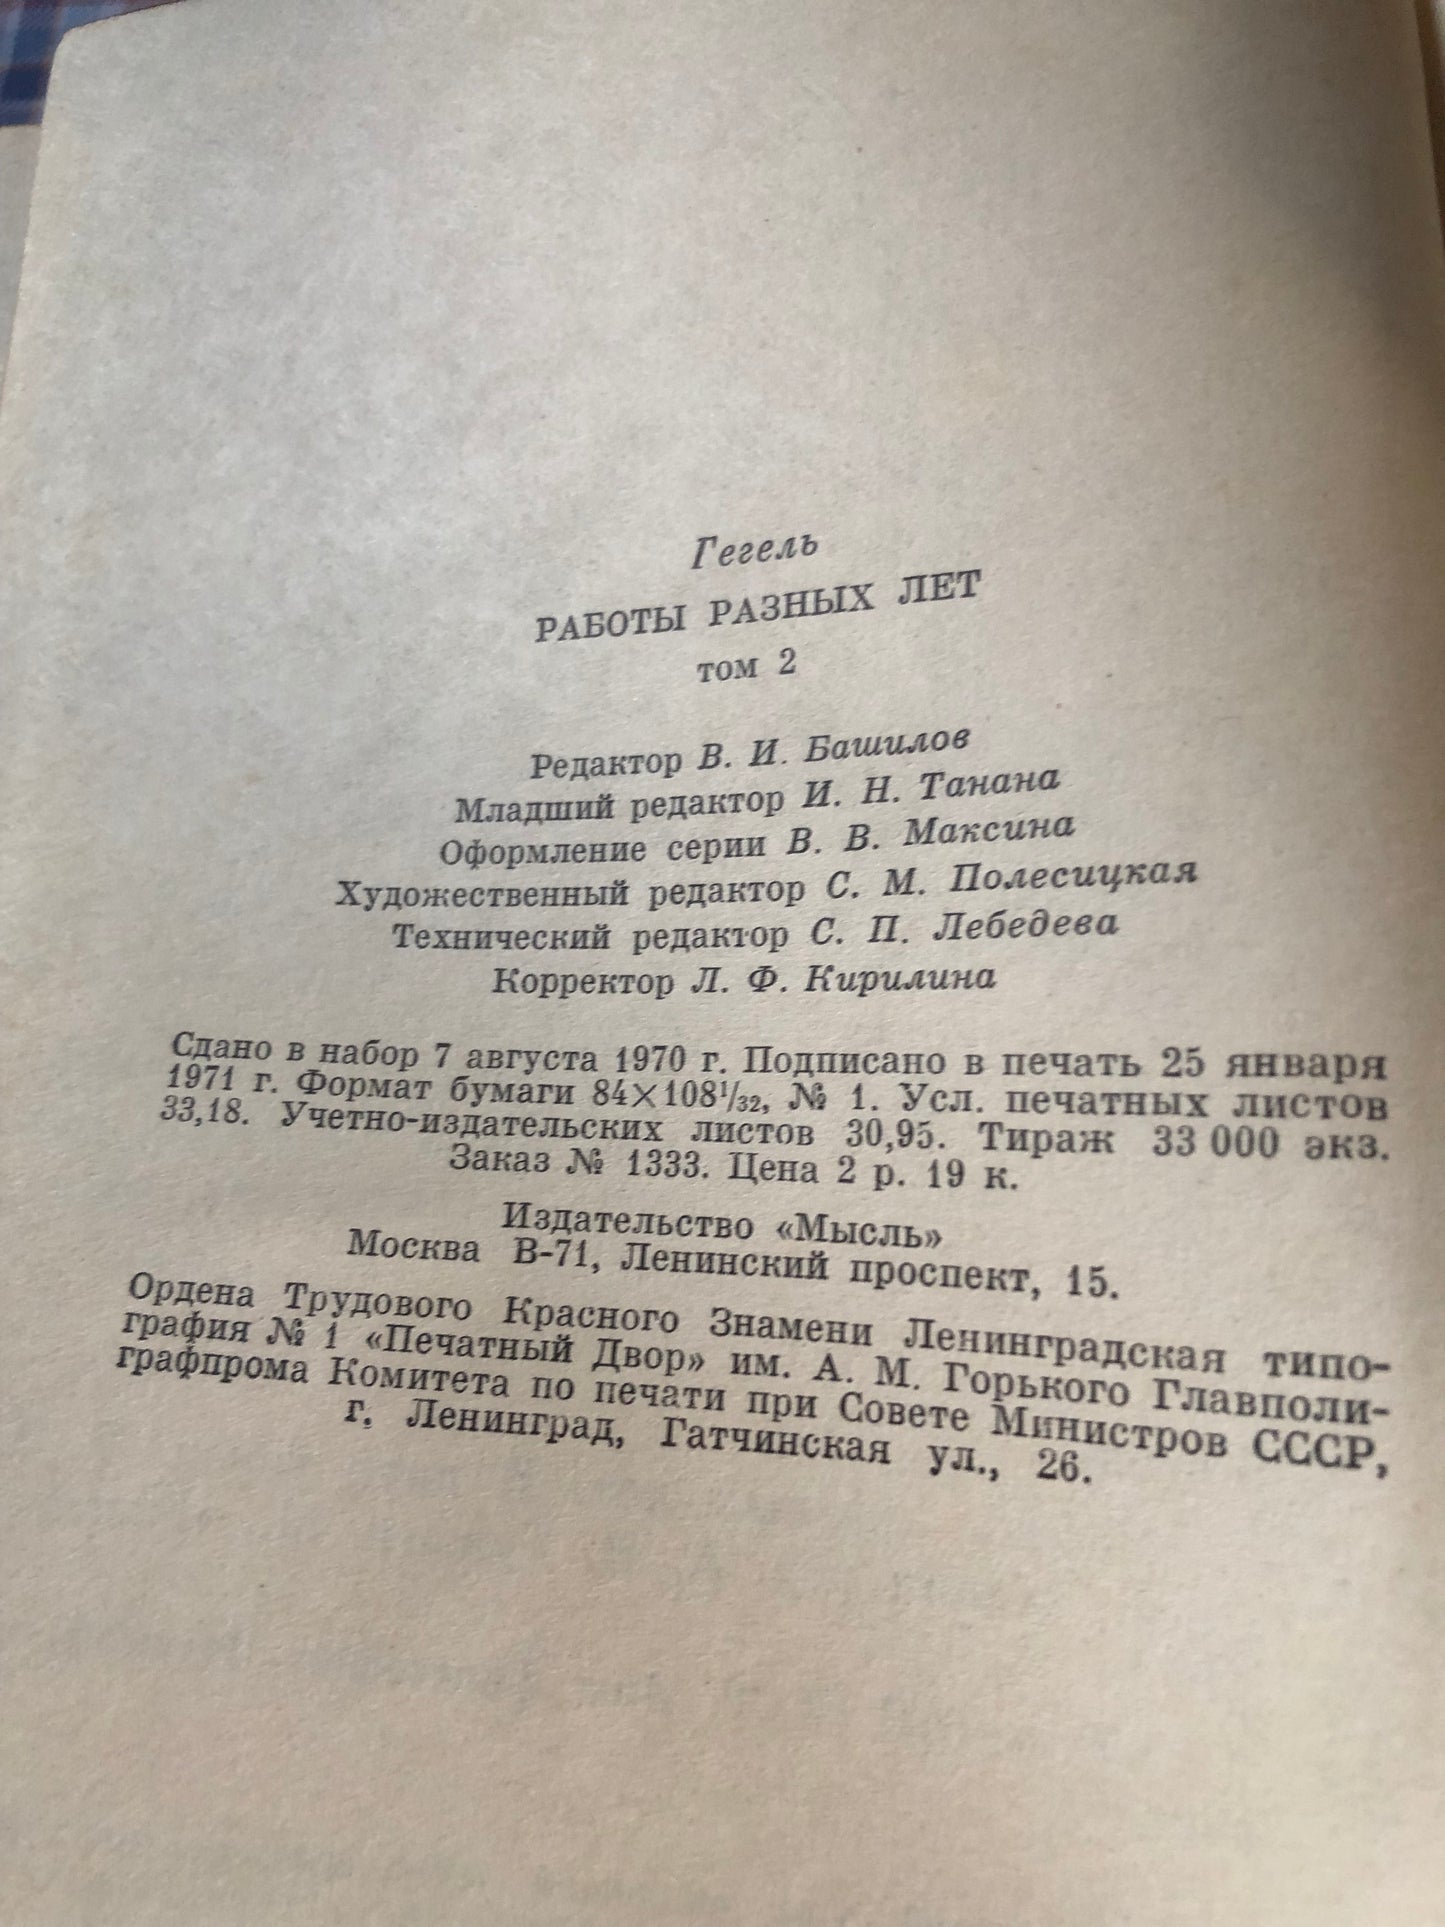 Гегель
РАБОТЫ РАЗНЫХ ЛЕТ
том 2
Редактор В. И. Башилов
Младший редактор И. Н. Танана
Оформление серии В. В. Максина
Художественный редактор С. М. Полесицкая
Технический редактор С. П. Лебедева
Корректор Л. Ф. Кирилина
Сдано в набор 7 августа 1970 г. Подписано в печать 25 января
1971 г. Формат бумаги 84×108¹/₃₂, № 1. Усл. печатных листов
33,18. Учетно-издательских листов 30,95. Тираж 33 000 экз.
Заказ № 1333. Цена 2 р. 19 к.
Издательство «Мысль»
Москва В-71, Ленинский проспект, 15.
Ордена Трудового Красного Знамени Ленинградская типо-
графия № 1 «Печатный Двор» им. А. М. Горького Главполи-
графпрома Комитета по печати при Совете Министров СССР,
г. Ленинград, Гатчинская ул., 26.